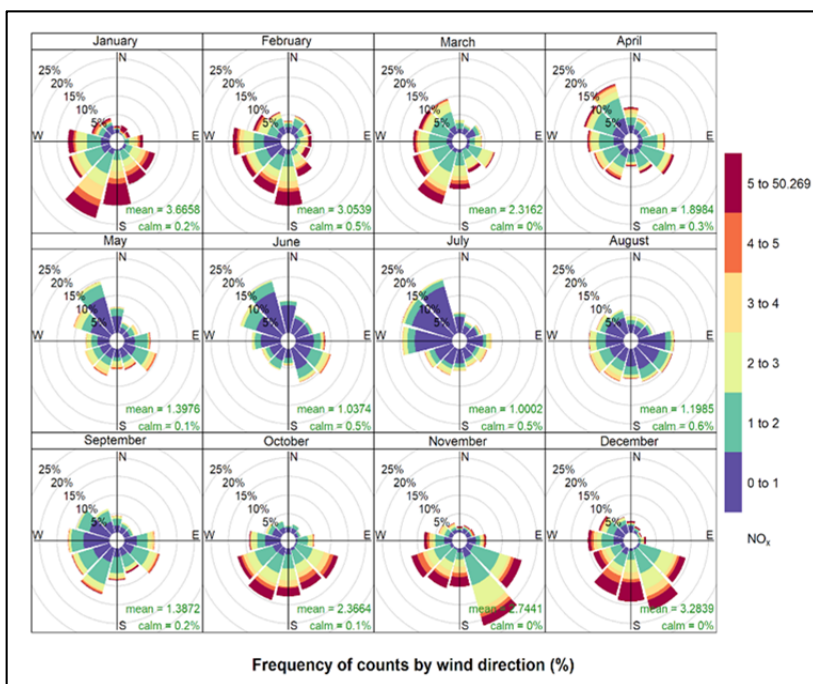 January
N
25%
20%
15%
10%
5%
W
E
S
mean = 3.6658
calm = 0.2%
February
N
25%
20%
15%
10%
5%
W
E
S
mean = 3.0539
calm = 0.5%
March
N
25%
20%
15%
10%
5%
W
E
S
mean = 2.3162
calm = 0%
April
N
25%
20%
15%
10%
5%
W
E
S
mean = 1.8984
calm = 0.3%
May
N
25%
20%
15%
10%
5%
W
E
S
mean = 1.3976
calm = 0.1%
June
N
25%
20%
15%
10%
5%
W
E
S
mean = 1.0374
calm = 0.5%
July
N
25%
20%
15%
10%
5%
W
E
S
mean = 1.0002
calm = 0.5%
August
N
25%
20%
15%
10%
5%
W
E
S
mean = 1.1985
calm = 0.6%
September
N
25%
20%
15%
10%
5%
W
E
S
mean = 1.3872
calm = 0.2%
October
N
25%
20%
15%
10%
5%
W
E
S
mean = 2.3664
calm = 0.1%
November
N
25%
20%
15%
10%
5%
W
E
S
mean = 2.7441
calm = 0%
December
N
25%
20%
15%
10%
5%
W
E
S
mean = 3.2839
calm = 0%
5 to 50.269
4 to 5
3 to 4
2 to 3
1 to 2
0 to 1
NOₓ
Frequency of counts by wind direction (%)